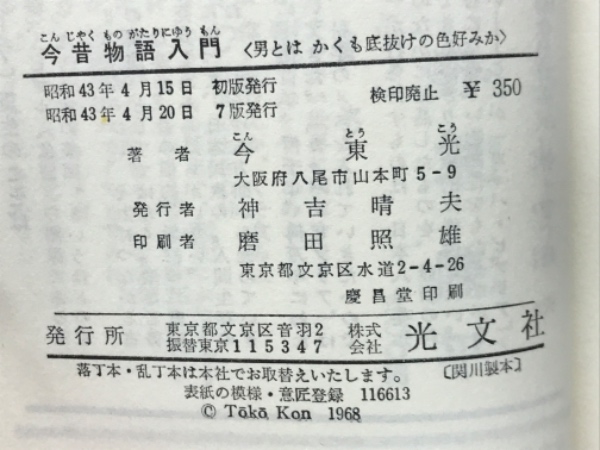 こんじゃくものがたりにゅうもん
今昔物語入門 〈男とは かくも底抜けの色好みか〉
昭和43年4月15日 初版発行
昭和43年4月20日 7版発行
検印廃止 ¥350
こん とう こう
著者 今東光
大阪府八尾市山本町5-9
発行者 神吉晴夫
印刷者 磨田照雄
東京都文京区水道2-4-26
慶昌堂印刷
発行所 東京都文京区音羽2 株式 光文社
振替東京115347 会社
落丁本・乱丁本は本社でお取替えいたします。 〔関川製本〕
表紙の模様・意匠登録 116613
© Tōkō Kon 1968